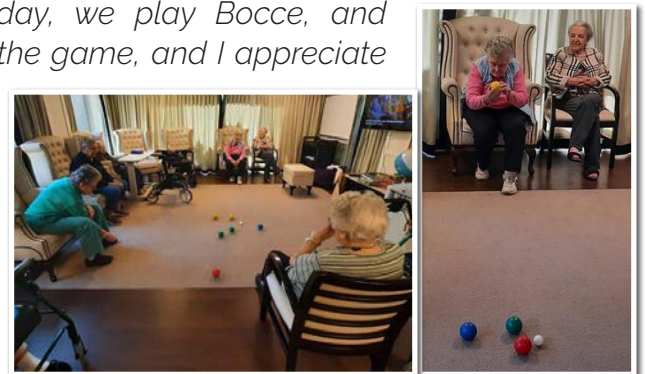 day, we play Bocce, and
the game, and I appreciate